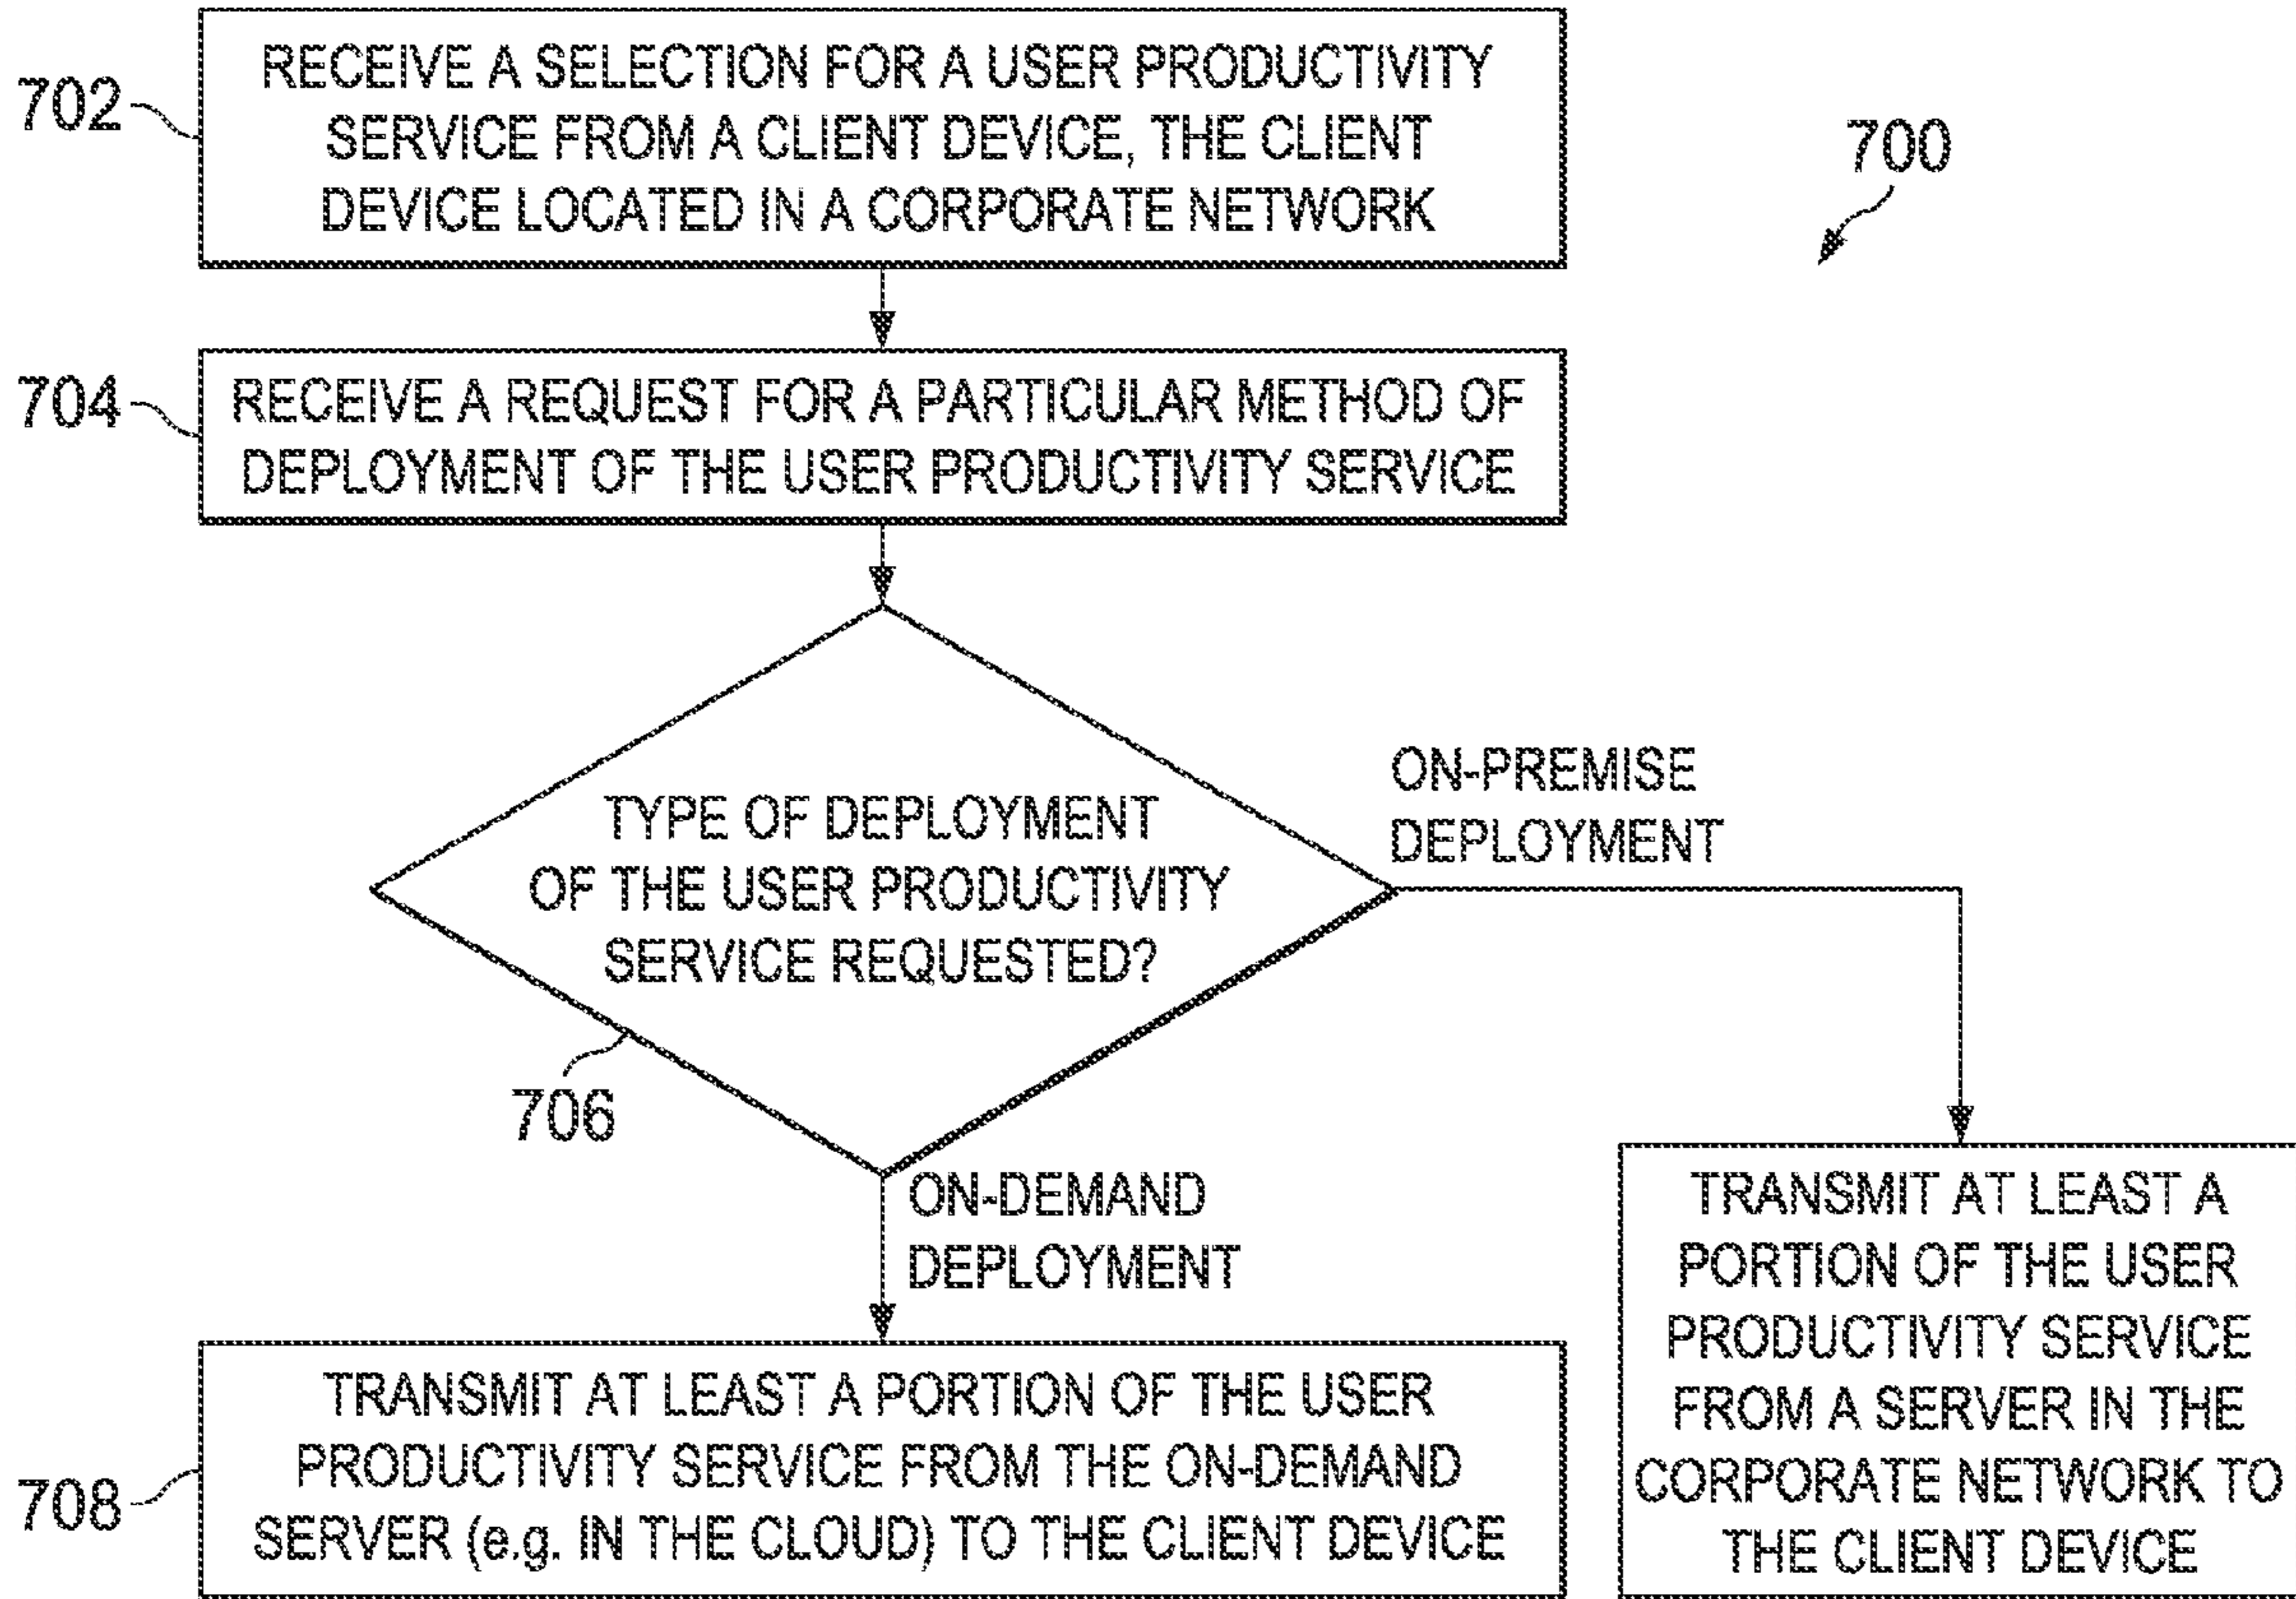 702
RECEIVE A SELECTION FOR A USER PRODUCTIVITY
SERVICE FROM A CLIENT DEVICE, THE CLIENT
DEVICE LOCATED IN A CORPORATE NETWORK
700
704
RECEIVE A REQUEST FOR A PARTICULAR METHOD OF
DEPLOYMENT OF THE USER PRODUCTIVITY SERVICE
TYPE OF DEPLOYMENT
OF THE USER PRODUCTIVITY
SERVICE REQUESTED?
706
ON-PREMISE
DEPLOYMENT
ON-DEMAND
DEPLOYMENT
708
TRANSMIT AT LEAST A PORTION OF THE USER
PRODUCTIVITY SERVICE FROM THE ON-DEMAND
SERVER (e.g. IN THE CLOUD) TO THE CLIENT DEVICE
TRANSMIT AT LEAST A
PORTION OF THE USER
PRODUCTIVITY SERVICE
FROM A SERVER IN THE
CORPORATE NETWORK TO
THE CLIENT DEVICE